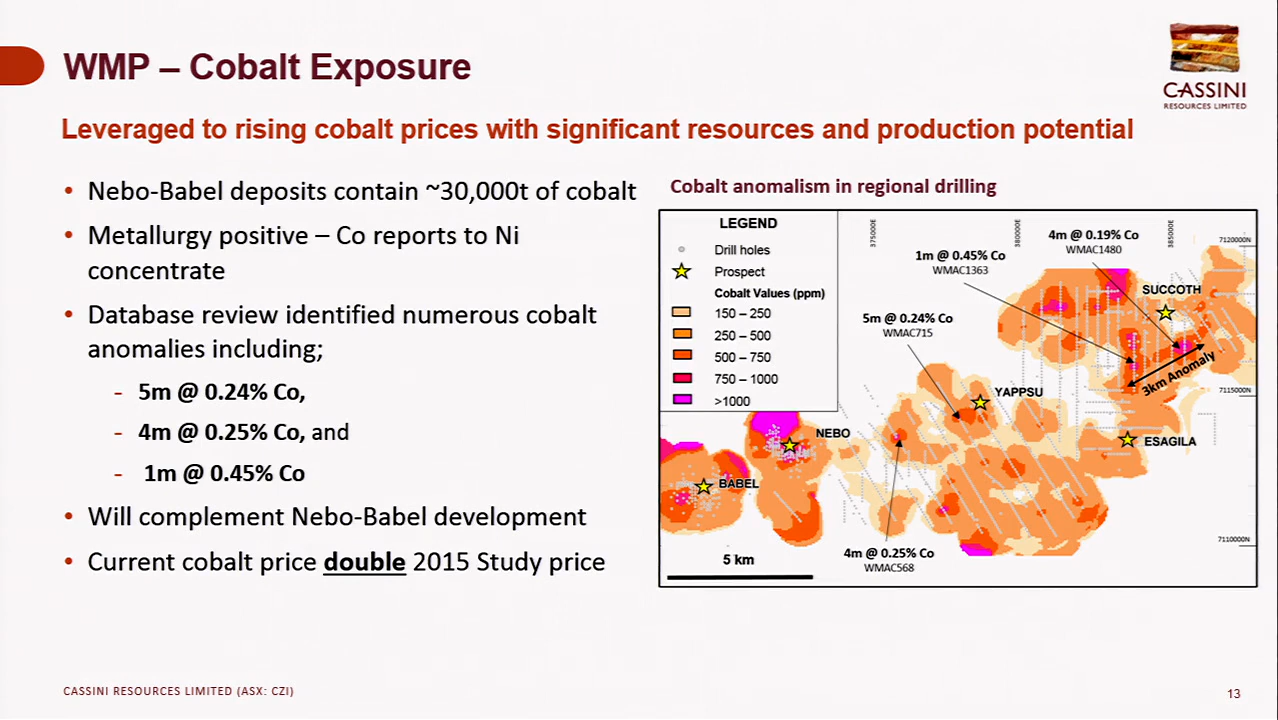 WMP – Cobalt Exposure
CASSINI
RESOURCES LIMITED
Leveraged to rising cobalt prices with significant resources and production potential
• Nebo-Babel deposits contain ~30,000t of cobalt
• Metallurgy positive – Co reports to Ni
concentrate
• Database review identified numerous cobalt
anomalies including;
- 5m @ 0.24% Co,
- 4m @ 0.25% Co, and
- 1m @ 0.45% Co
• Will complement Nebo-Babel development
• Current cobalt price double 2015 Study price
Cobalt anomalism in regional drilling
LEGEND
Drill holes
Prospect
Cobalt Values (ppm)
150 – 250
250 – 500
500 – 750
750 – 1000
>1000
375000E
380000E
385000E
7120000N
7115000N
7110000N
4m @ 0.19% Co
WMAC1480
1m @ 0.45% Co
WMAC1363
SUCCOTH
5m @ 0.24% Co
WMAC715
3km Anomaly
YAPPSU
NEBO
ESAGILA
BABEL
4m @ 0.25% Co
WMAC568
5 km
CASSINI RESOURCES LIMITED (ASX: CZI)
13